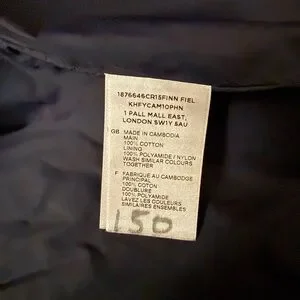 1876646CR15FINN FIEL
KHFYCAM10PHN
1 PALL MALL EAST,
LONDON SW1Y 5AU
GB MADE IN CAMBODIA
MAIN
100% COTTON
LINING
100% POLYAMIDE / NYLON
WASH SIMILAR COLOURS
TOGETHER
F FABRIQUE AU CAMBODGE
PRINCIPAL
100% COTON
DOUBLURE
100% POLYAMIDE
LAVEZ LES COULEURS
SIMILAIRES ENSEMBLES
150